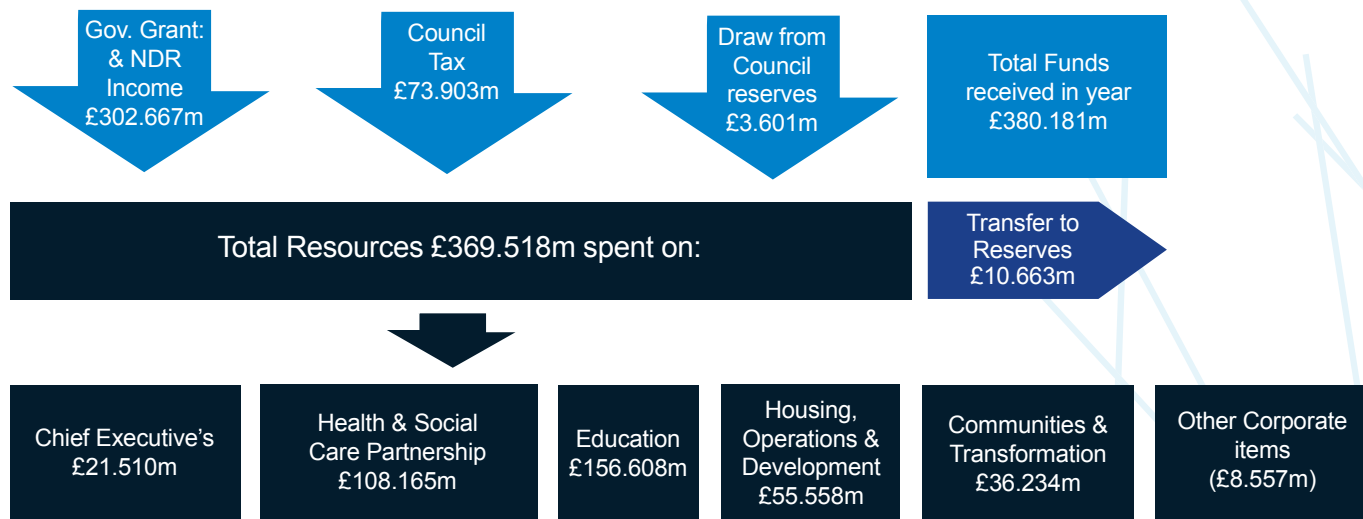 Gov. Grant:
& NDR
Income
£302.667m
Council
Tax
£73.903m
Draw from
Council
reserves
£3.601m
Total Funds
received in year
£380.181m
Total Resources £369.518m spent on:
Transfer to
Reserves
£10.663m
Chief Executive's
£21.510m
Health & Social
Care Partnership
£108.165m
Education
£156.608m
Housing,
Operations &
Development
£55.558m
Communities &
Transformation
£36.234m
Other Corporate
items
(£8.557m)